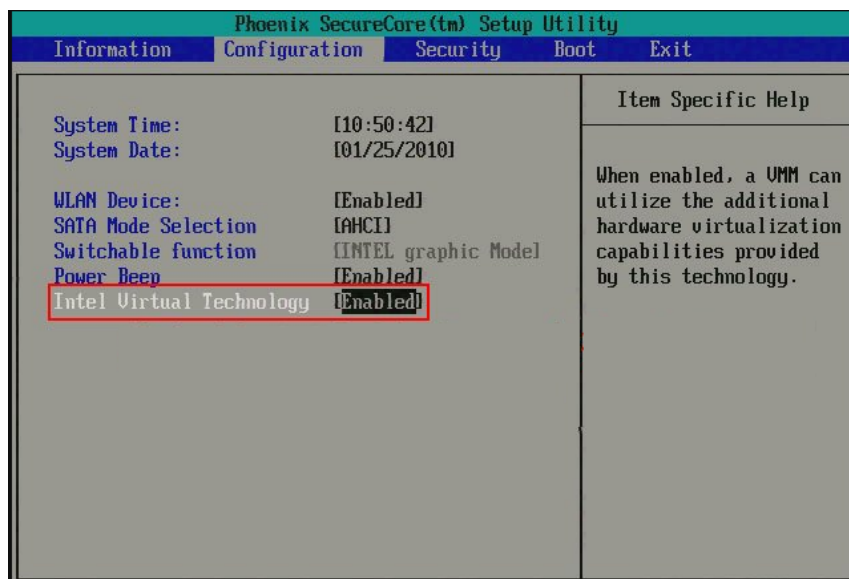 Phoenix SecureCore(tm) Setup Utility
Information Configuration Security Boot Exit
System Time: [10:50:42]
System Date: [01/25/2010]
WLAN Device: [Enabled]
SATA Mode Selection [AHCI]
Switchable function [INTEL graphic Mode]
Power Beep [Enabled]
Intel Virtual Technology [Enabled]
Item Specific Help
When enabled, a VMM can
utilize the additional
hardware virtualization
capabilities provided
by this technology.